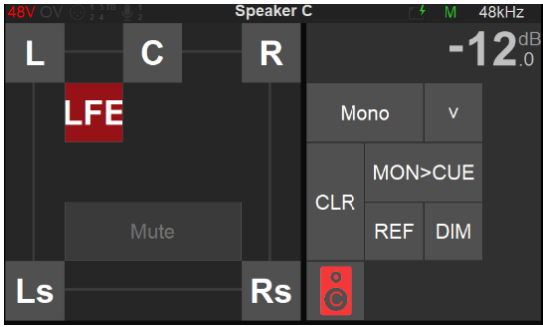 48V OV Speaker C M 48kHz
L C R -12.0 dB
LFE
Mono v
MON>CUE
CLR
Mute REF DIM
Ls Rs C